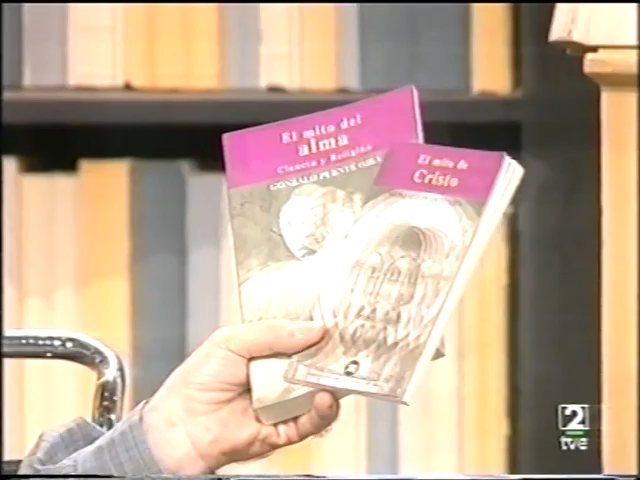 El mito del
alma
Ciencia y Religión
GONZALO PUENTE OJEA
El mito de
Cristo
2
tve